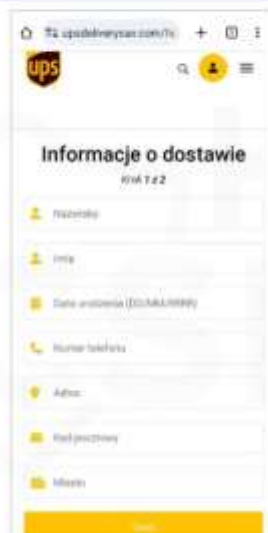 ups
Informacje o dostawie
Krok 1 z 2
Nazwisko
Imię
Data urodzenia (DD/MM/RRRR)
Numer telefonu
Adres
Kod pocztowy
Miasto